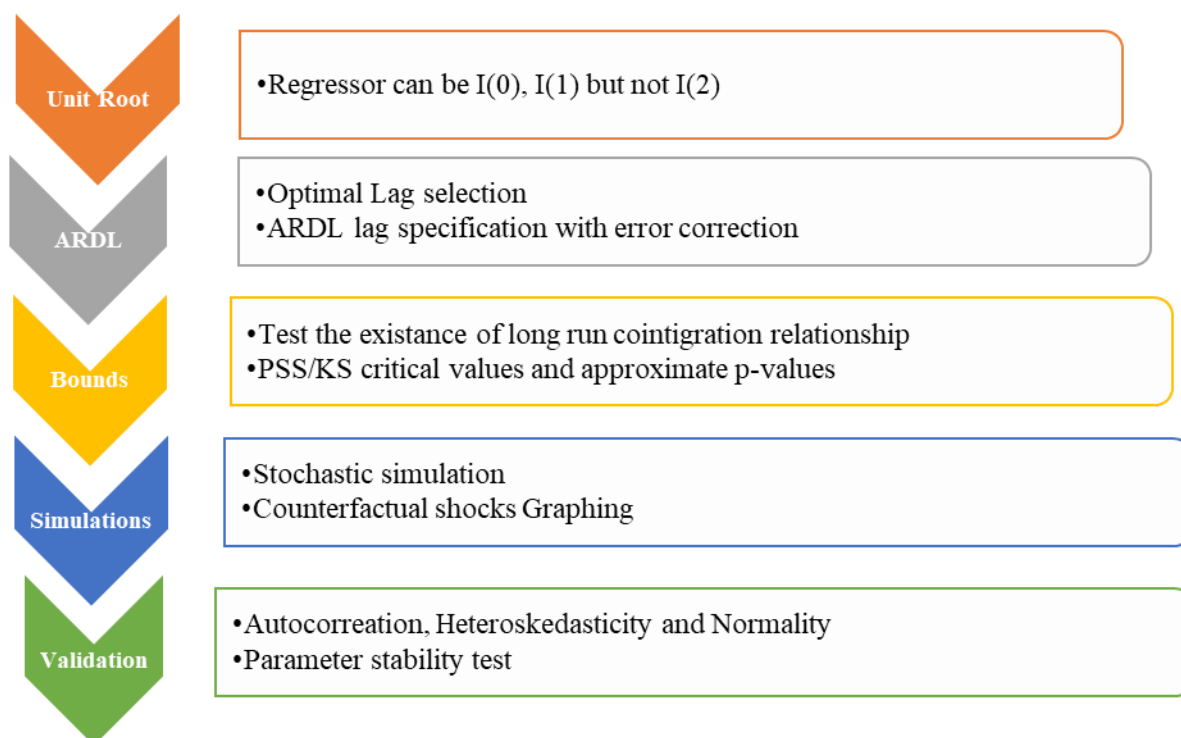 Unit Root
•Regressor can be I(0), I(1) but not I(2)
ARDL
•Optimal Lag selection
•ARDL lag specification with error correction
Bounds
•Test the existance of long run cointigration relationship
•PSS/KS critical values and approximate p-values
Simulations
•Stochastic simulation
•Counterfactual shocks Graphing
Validation
•Autocorreation, Heteroskedasticity and Normality
•Parameter stability test